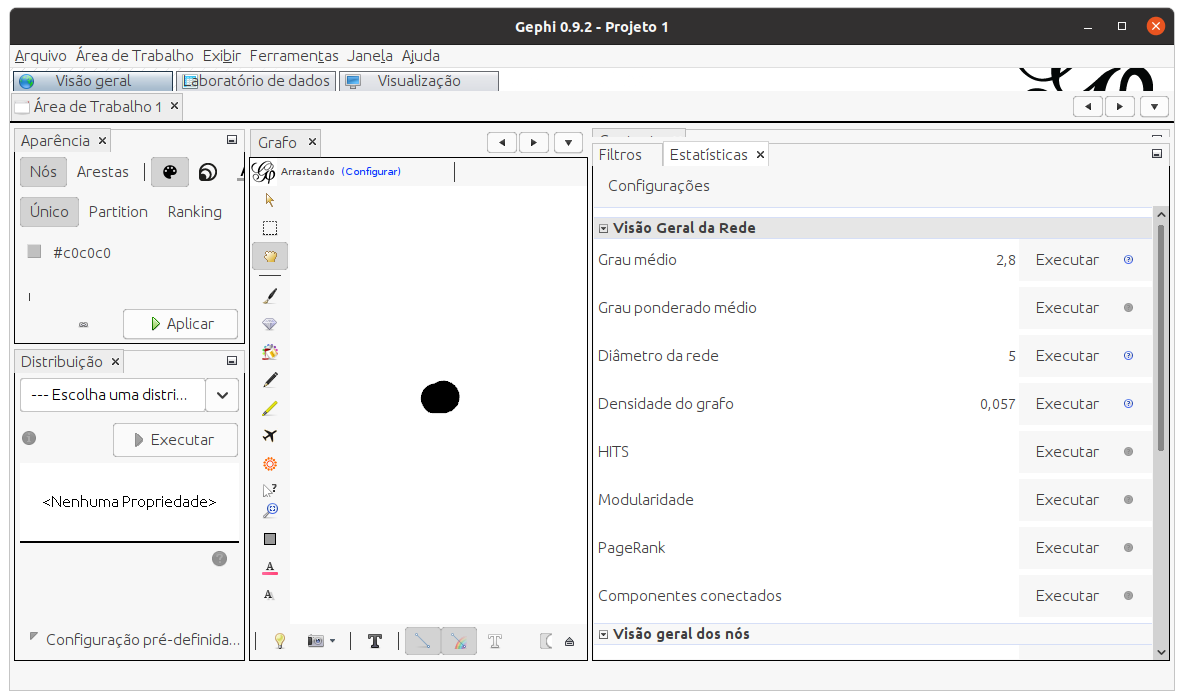 Gephi 0.9.2 - Projeto 1
Arquivo Área de Trabalho Exibir Ferramentas Janela Ajuda
Visão geral Laboratório de dados Visualização
Área de Trabalho 1
Aparência
Nós Arestas
Único Partition Ranking
#c0c0c0
Aplicar
Distribuição
--- Escolha uma distri...
Executar
<Nenhuma Propriedade>
Configuração pré-definida...
Grafo
Arrastando (Configurar)
Filtros Estatísticas
Configurações
Visão Geral da Rede
Grau médio 2,8 Executar
Grau ponderado médio Executar
Diâmetro da rede 5 Executar
Densidade do grafo 0,057 Executar
HITS Executar
Modularidade Executar
PageRank Executar
Componentes conectados Executar
Visão geral dos nós